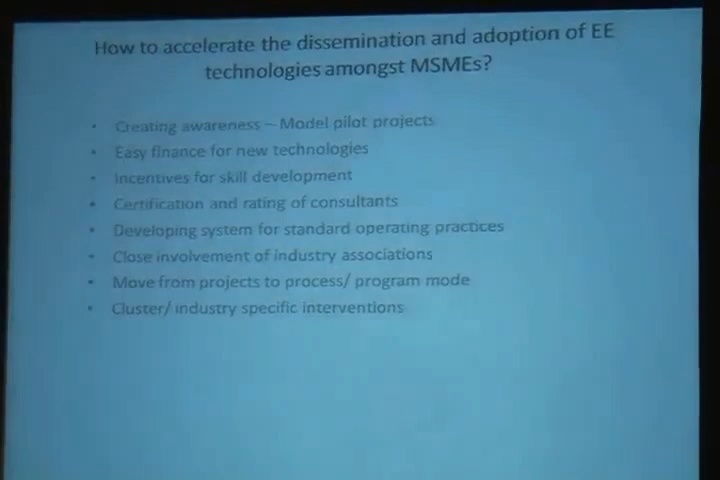 How to accelerate the dissemination and adoption of EE
technologies amongst MSMEs?
• Creating awareness – Model pilot projects
• Easy finance for new technologies
• Incentives for skill development
• Certification and rating of consultants
• Developing system for standard operating practices
• Close involvement of industry associations
• Move from projects to process/ program mode
• Cluster/ industry specific interventions